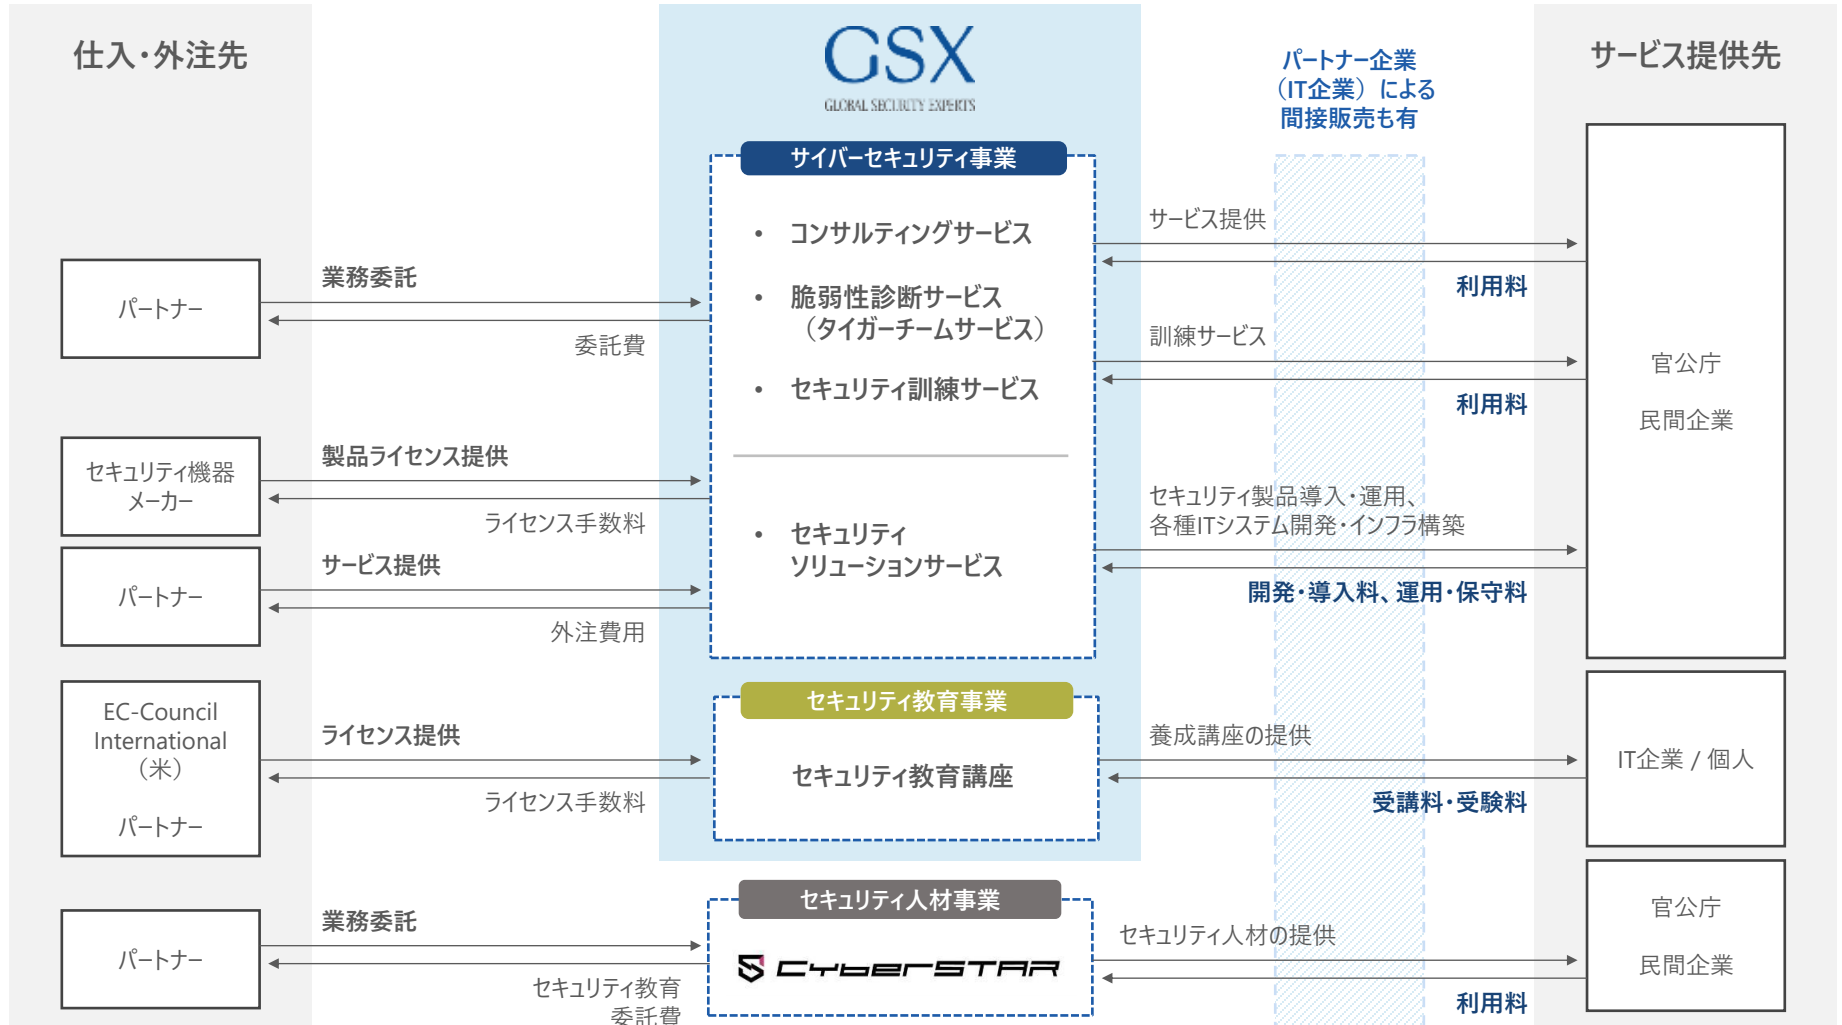 仕入・外注先
GSX
GLOBAL SECURITY EXPERTS
パートナー企業
（IT企業）による
間接販売も有
サービス提供先
サイバーセキュリティ事業
• コンサルティングサービス
• 脆弱性診断サービス
（タイガーチームサービス）
• セキュリティ訓練サービス
• セキュリティ
ソリューションサービス
パートナー
業務委託
委託費
セキュリティ機器
メーカー
製品ライセンス提供
ライセンス手数料
パートナー
サービス提供
外注費用
サービス提供
利用料
訓練サービス
利用料
セキュリティ製品導入・運用、
各種ITシステム開発・インフラ構築
開発・導入料、運用・保守料
官公庁
民間企業
EC-Council
International
（米）
パートナー
ライセンス提供
ライセンス手数料
セキュリティ教育事業
セキュリティ教育講座
養成講座の提供
受講料・受験料
IT企業 / 個人
パートナー
業務委託
セキュリティ教育
委託費
セキュリティ人材事業
CYBERSTAR
セキュリティ人材の提供
利用料
官公庁
民間企業